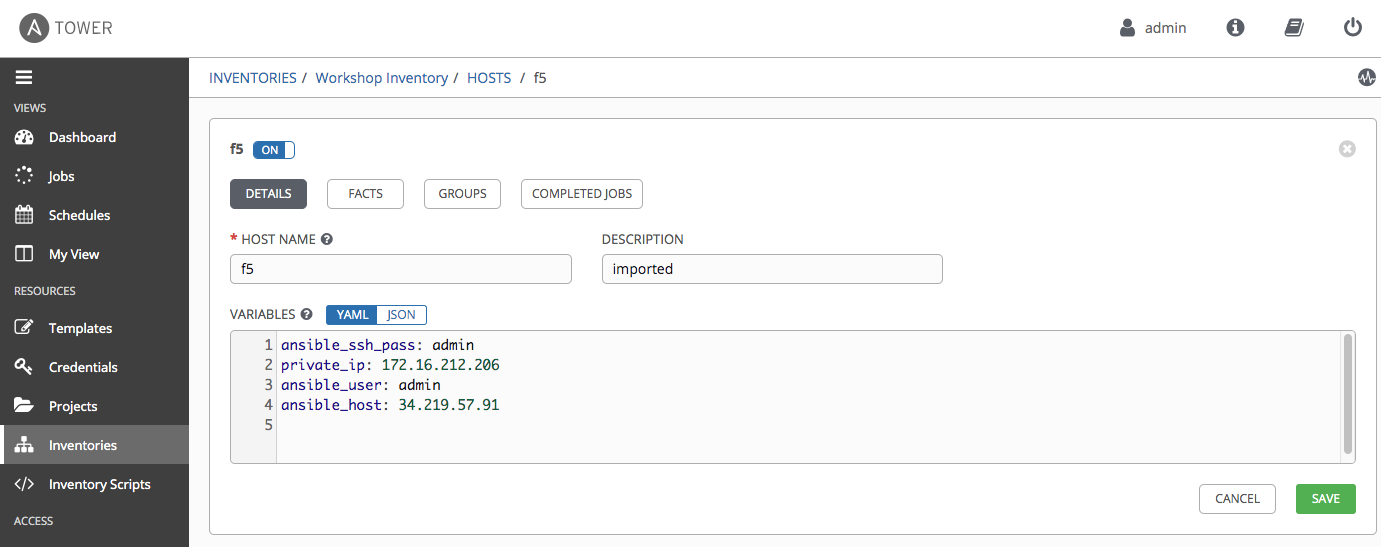 TOWER
admin
VIEWS
Dashboard
Jobs
Schedules
My View
RESOURCES
Templates
Credentials
Projects
Inventories
Inventory Scripts
ACCESS
INVENTORIES / Workshop Inventory / HOSTS / f5
f5 ON
DETAILS FACTS GROUPS COMPLETED JOBS
* HOST NAME ? DESCRIPTION
f5 imported
VARIABLES ? YAML JSON
1 ansible_ssh_pass: admin
2 private_ip: 172.16.212.206
3 ansible_user: admin
4 ansible_host: 34.219.57.91
5
CANCEL SAVE